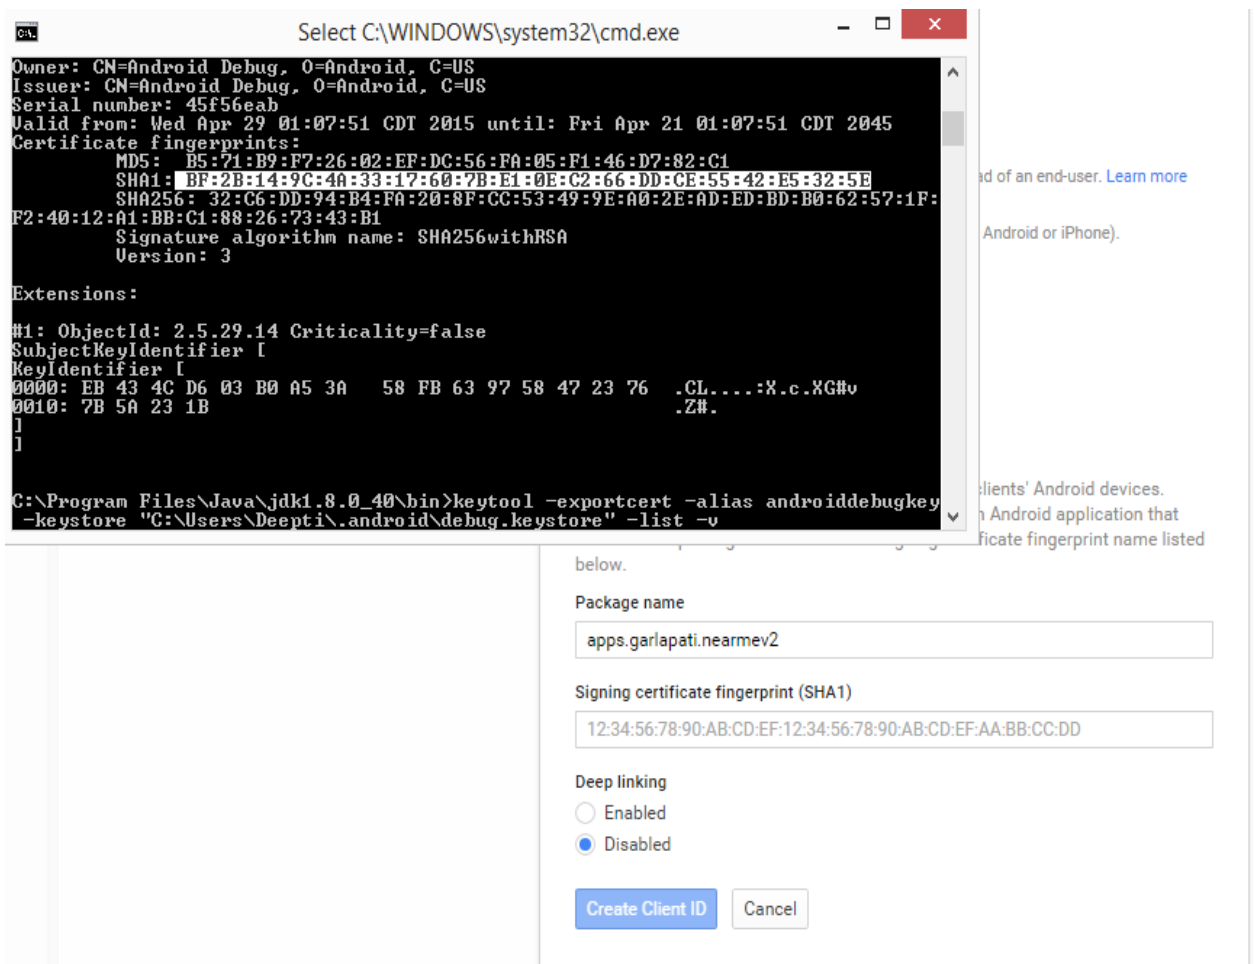 Select C:\WINDOWS\system32\cmd.exe
Owner: CN=Android Debug, O=Android, C=US
Issuer: CN=Android Debug, O=Android, C=US
Serial number: 45f56eab
Valid from: Wed Apr 29 01:07:51 CDT 2015 until: Fri Apr 21 01:07:51 CDT 2045
Certificate fingerprints:
MD5: B5:71:B9:F7:26:02:EF:DC:56:FA:05:F1:46:D7:82:C1
SHA1: BF:2B:14:9C:4A:33:17:60:7B:E1:0E:C2:66:DD:CE:55:42:E5:32:5E
SHA256: 32:C6:DD:94:B4:FA:20:8F:CC:53:49:9E:A0:2E:AD:ED:BD:B0:62:57:1F:
F2:40:12:A1:BB:C1:88:26:73:43:B1
Signature algorithm name: SHA256withRSA
Version: 3
Extensions:
#1: ObjectId: 2.5.29.14 Criticality=false
SubjectKeyIdentifier [
KeyIdentifier [
0000: EB 43 4C D6 03 B0 A5 3A 58 FB 63 97 58 47 23 76 .CL....:X.c.XG#v
0010: 7B 5A 23 1B .Z#.
]
]
C:\Program Files\Java\jdk1.8.0_40\bin>keytool -exportcert -alias androiddebugkey
-keystore "C:\Users\Deepti\.android\debug.keystore" -list -v
ad of an end-user. Learn more
Android or iPhone).
clients' Android devices.
n Android application that
ficate fingerprint name listed
below.
Package name
apps.garlapati.nearmev2
Signing certificate fingerprint (SHA1)
12:34:56:78:90:AB:CD:EF:12:34:56:78:90:AB:CD:EF:AA:BB:CC:DD
Deep linking
Enabled
Disabled
Create Client ID
Cancel